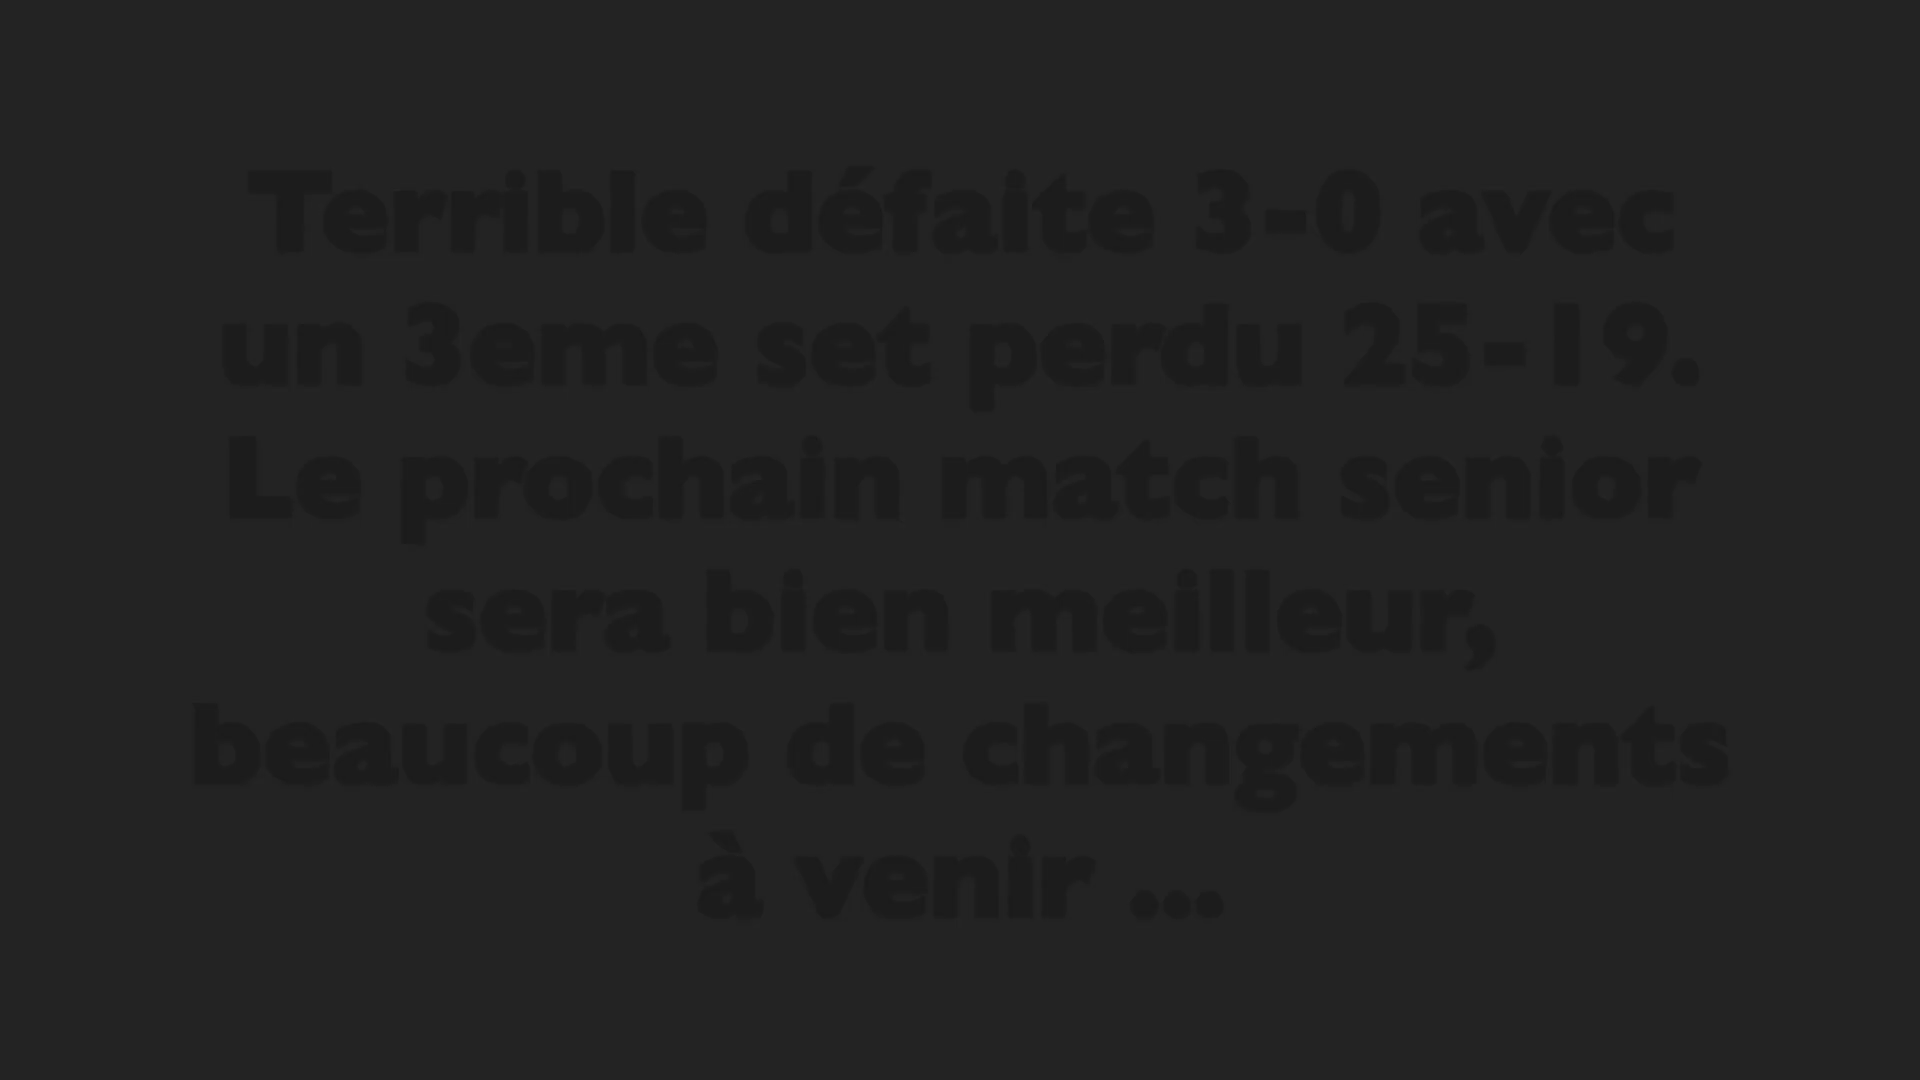 Terrible défaite 3-0 avec
un 3eme set perdu 25-19.
Le prochain match senior
sera bien meilleur,
beaucoup de changements
à venir ...